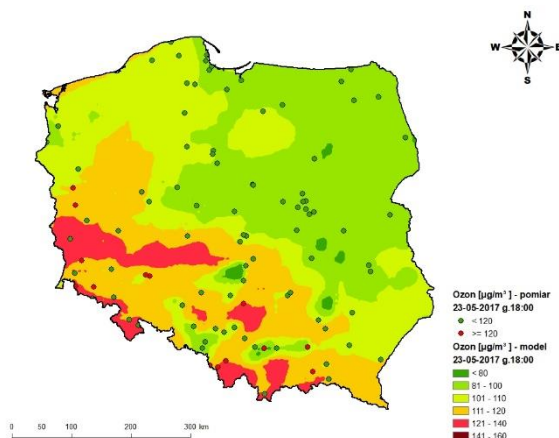 N
W E
S
Ozon [µg/m³ ] - pomiar
23-05-2017 g.18:00
< 120
>= 120
Ozon [µg/m³ ] - model
23-05-2017 g.18:00
< 80
81 - 100
101 - 110
111 - 120
121 - 140
141 - 160
0 50 100 200 300 km